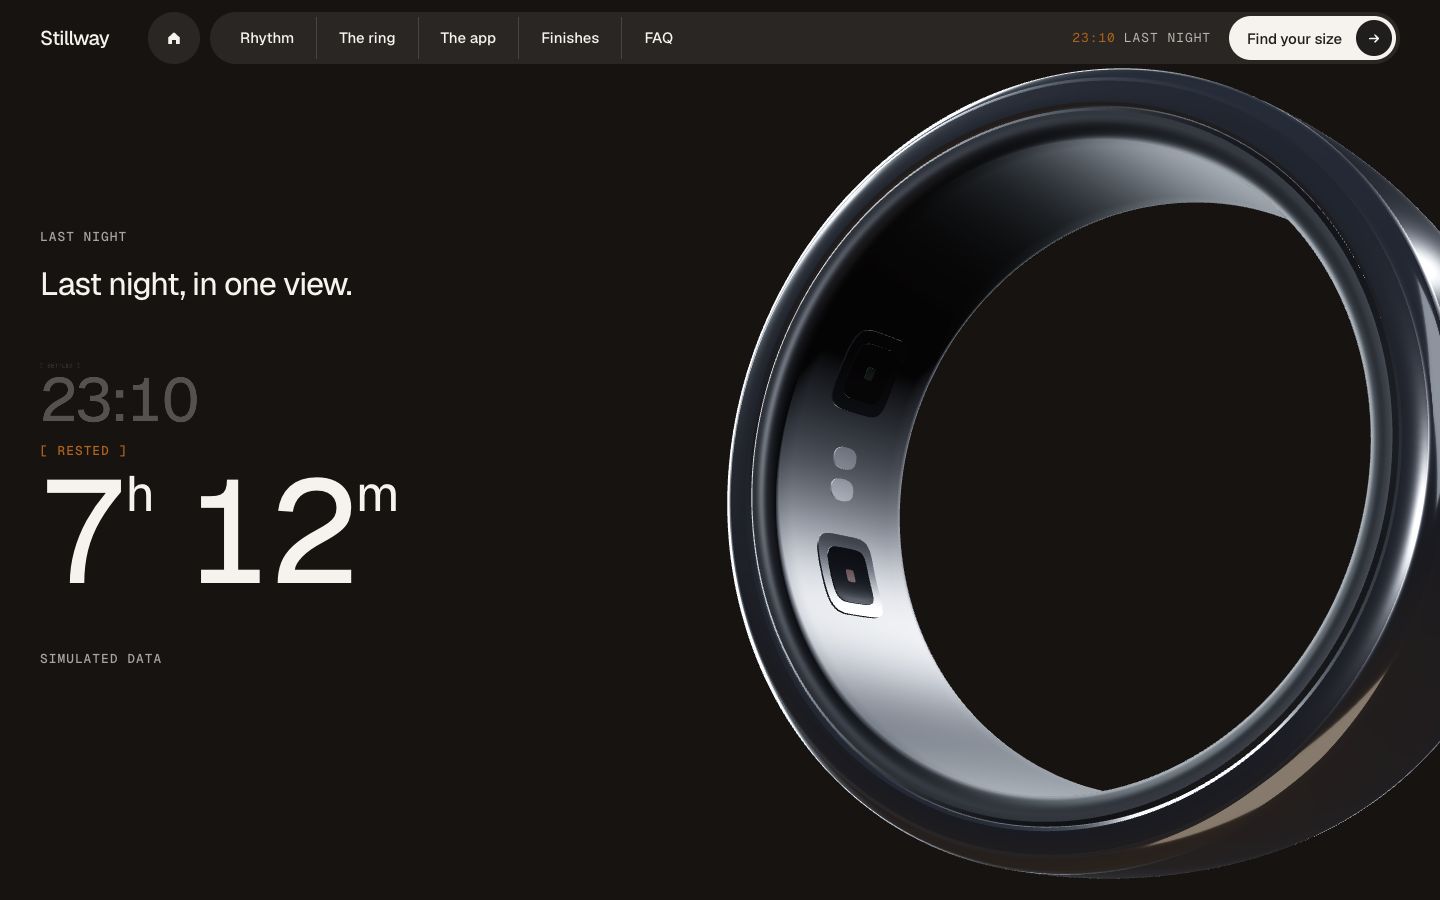 Stillway
Rhythm
The ring
The app
Finishes
FAQ
23:10 LAST NIGHT
Find your size
LAST NIGHT
Last night, in one view.
23:10
[ RESTED ]
7h 12m
SIMULATED DATA